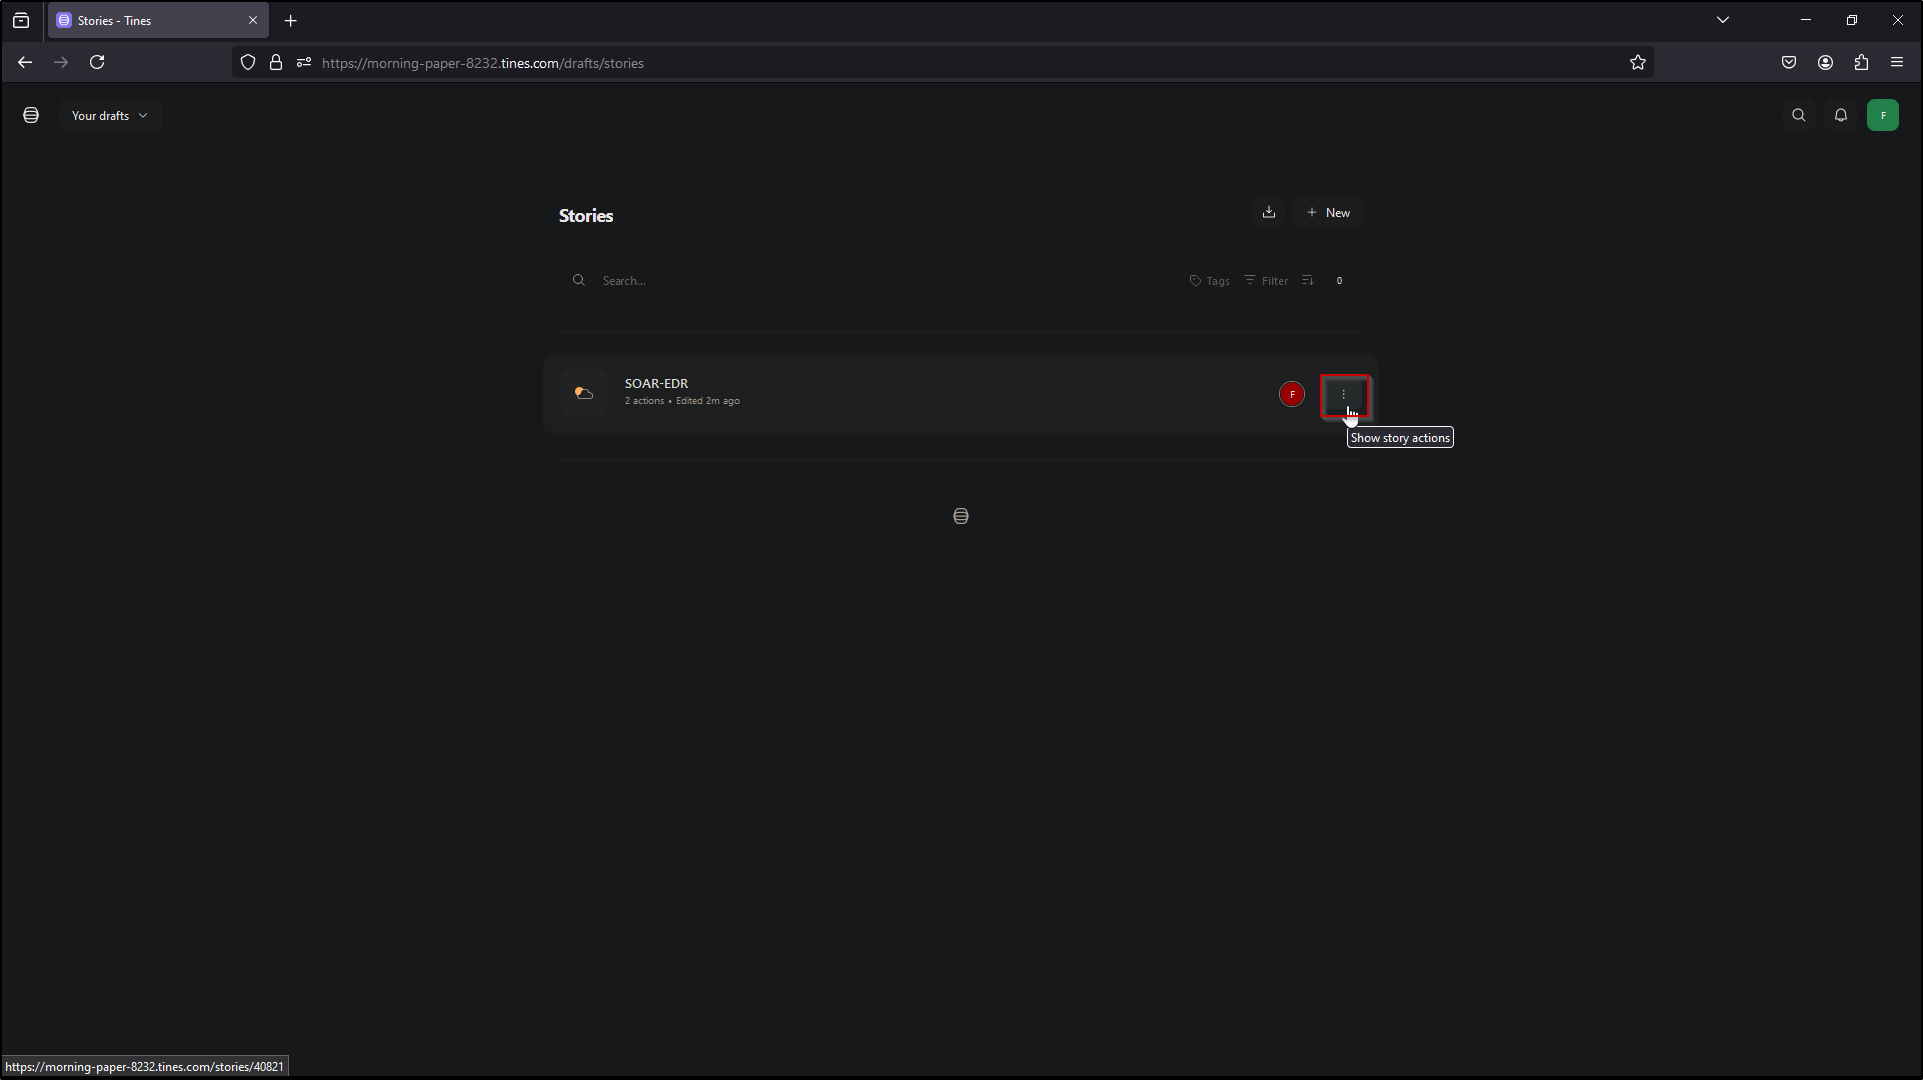 Stories - Tines
https://morning-paper-8232.tines.com/drafts/stories
Your drafts
F
Stories
New
Search...
Tags
Filter
0
SOAR-EDR
2 actions • Edited 2m ago
F
Show story actions
https://morning-paper-8232.tines.com/stories/40821